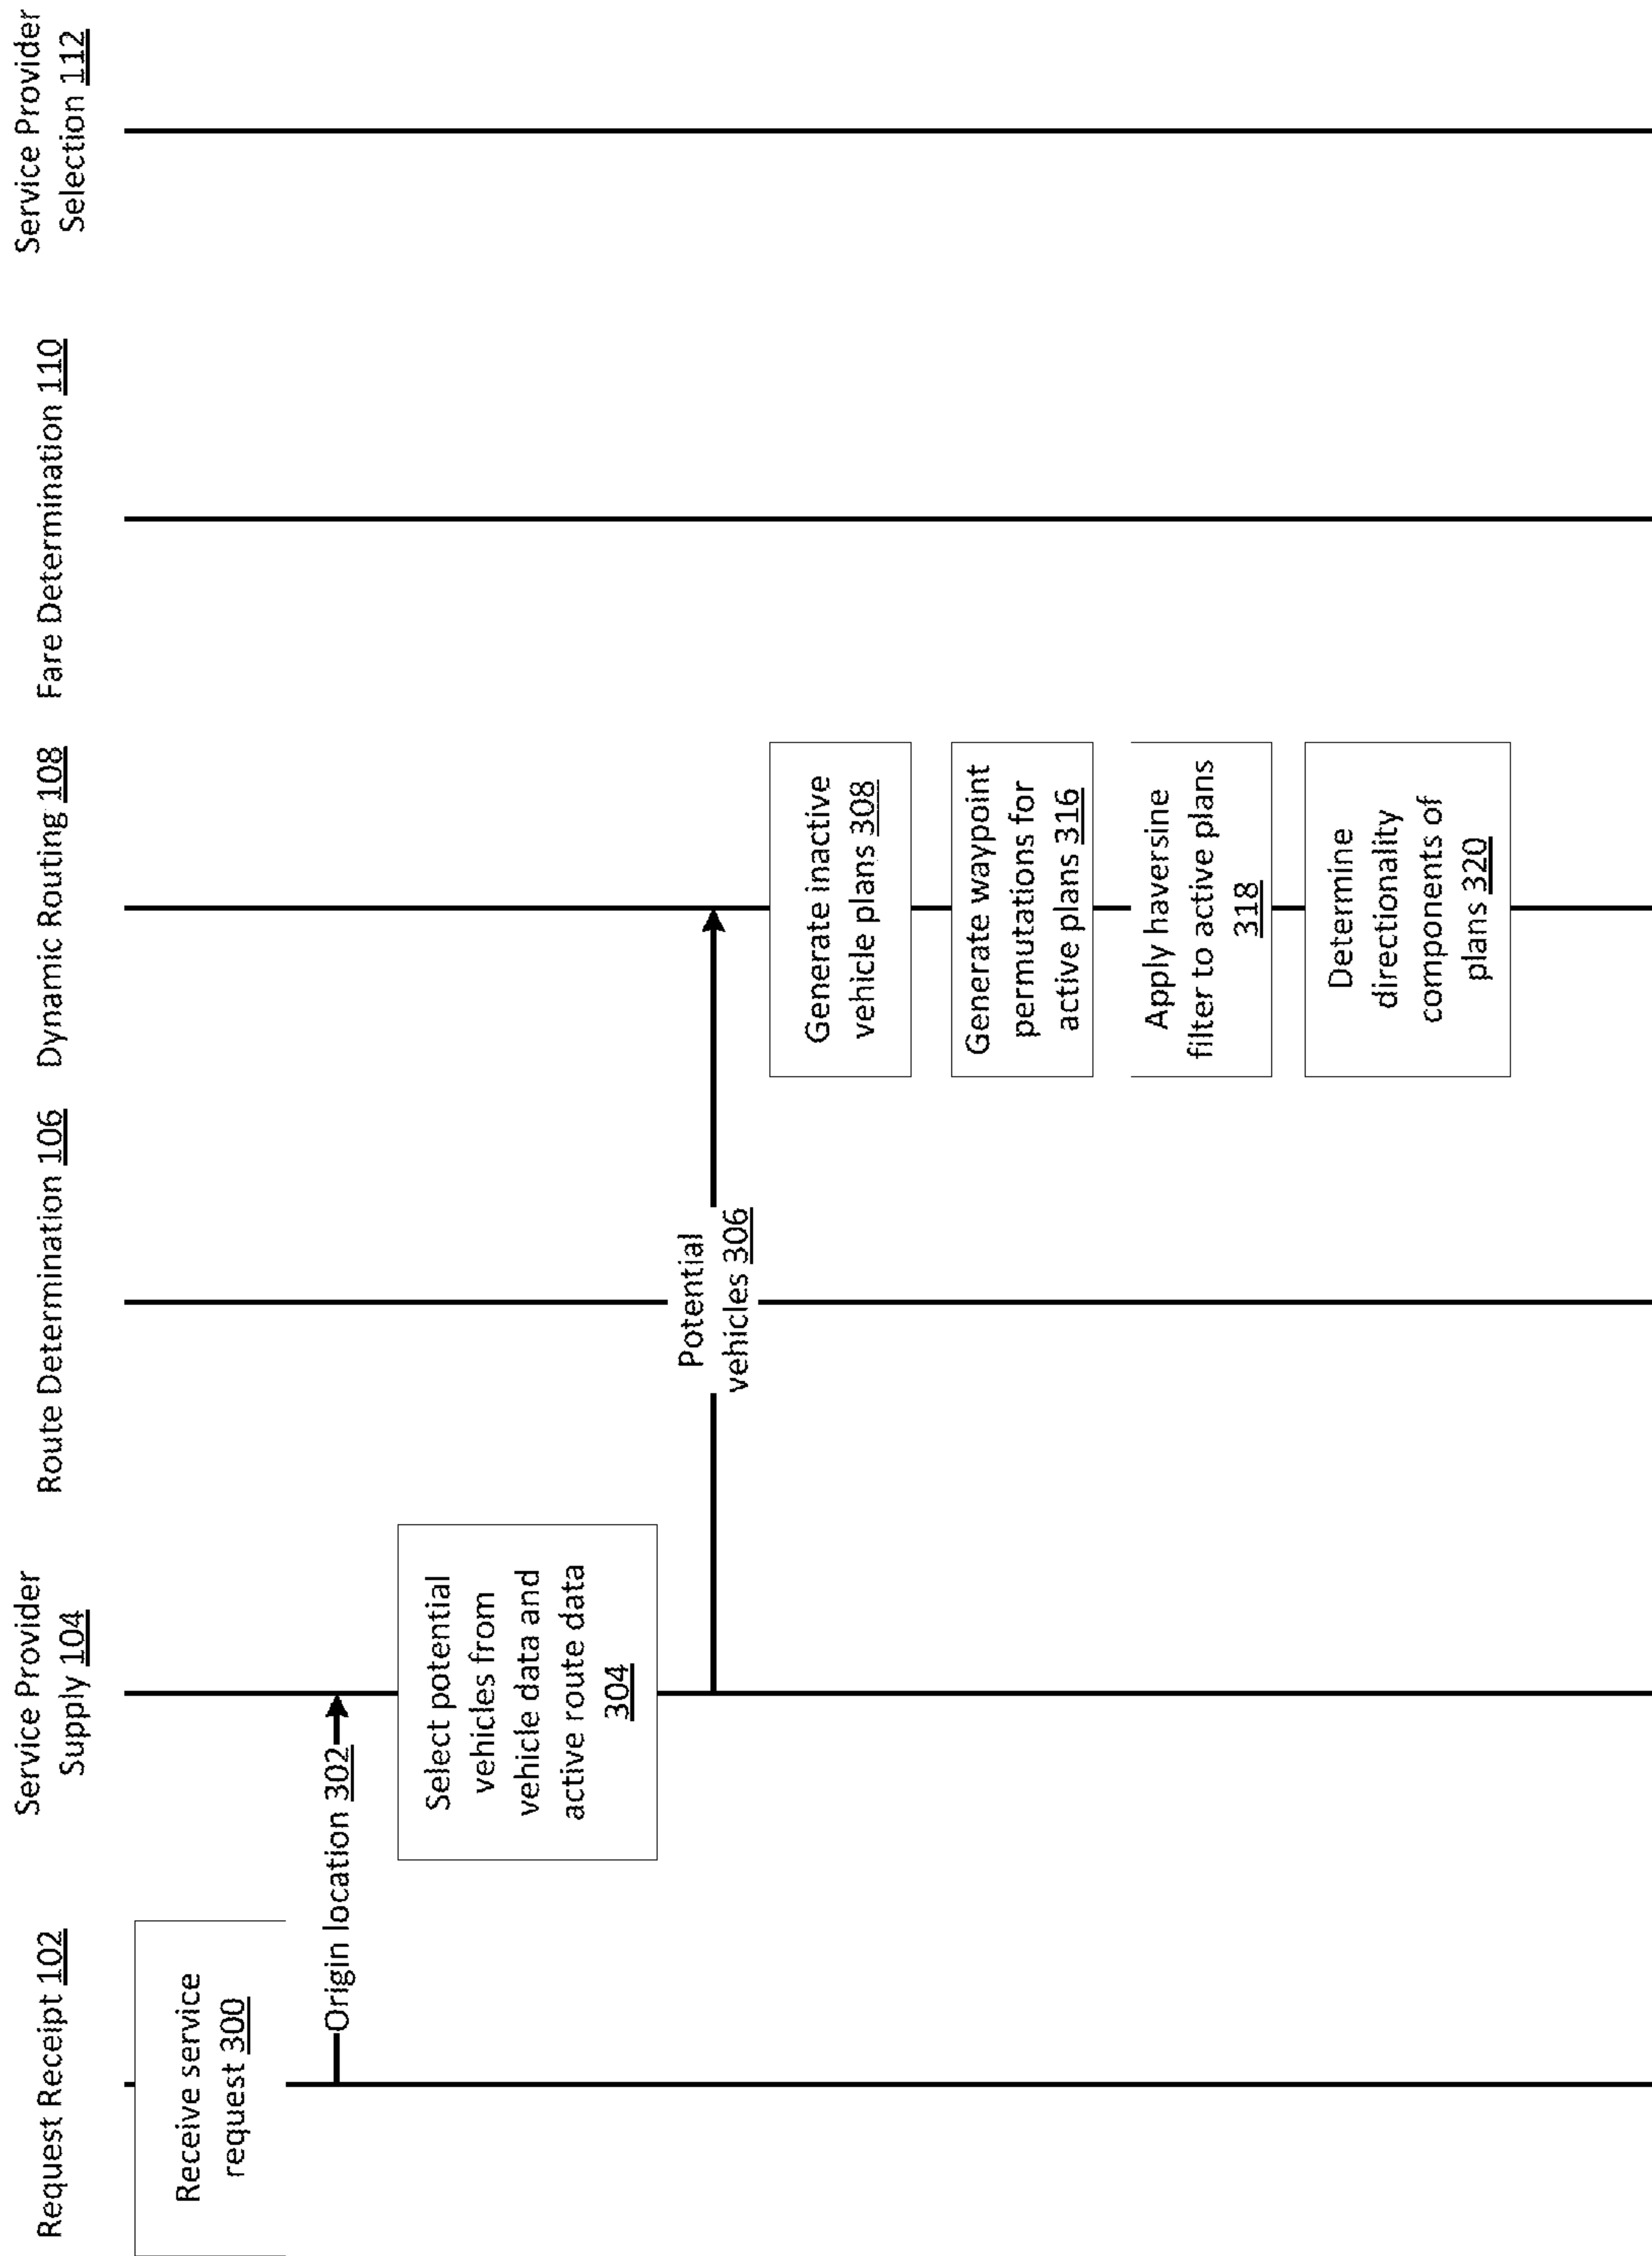 Request Receipt 102
Service Provider
Supply 104
Route Determination 106
Dynamic Routing 108
Fare Determination 110
Service Provider
Selection 112
Receive service
request 300
Origin location 302
Select potential
vehicles from
vehicle data and
active route data
304
Potential
vehicles 306
Generate inactive
vehicle plans 308
Generate waypoint
permutations for
active plans 316
Apply haversine
filter to active plans
318
Determine
directionality
components of
plans 320